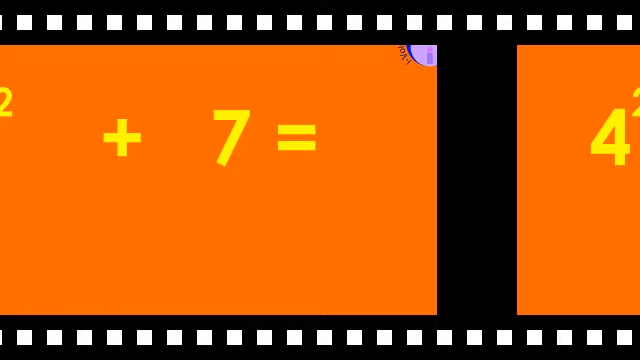 ² + 7 = 4²